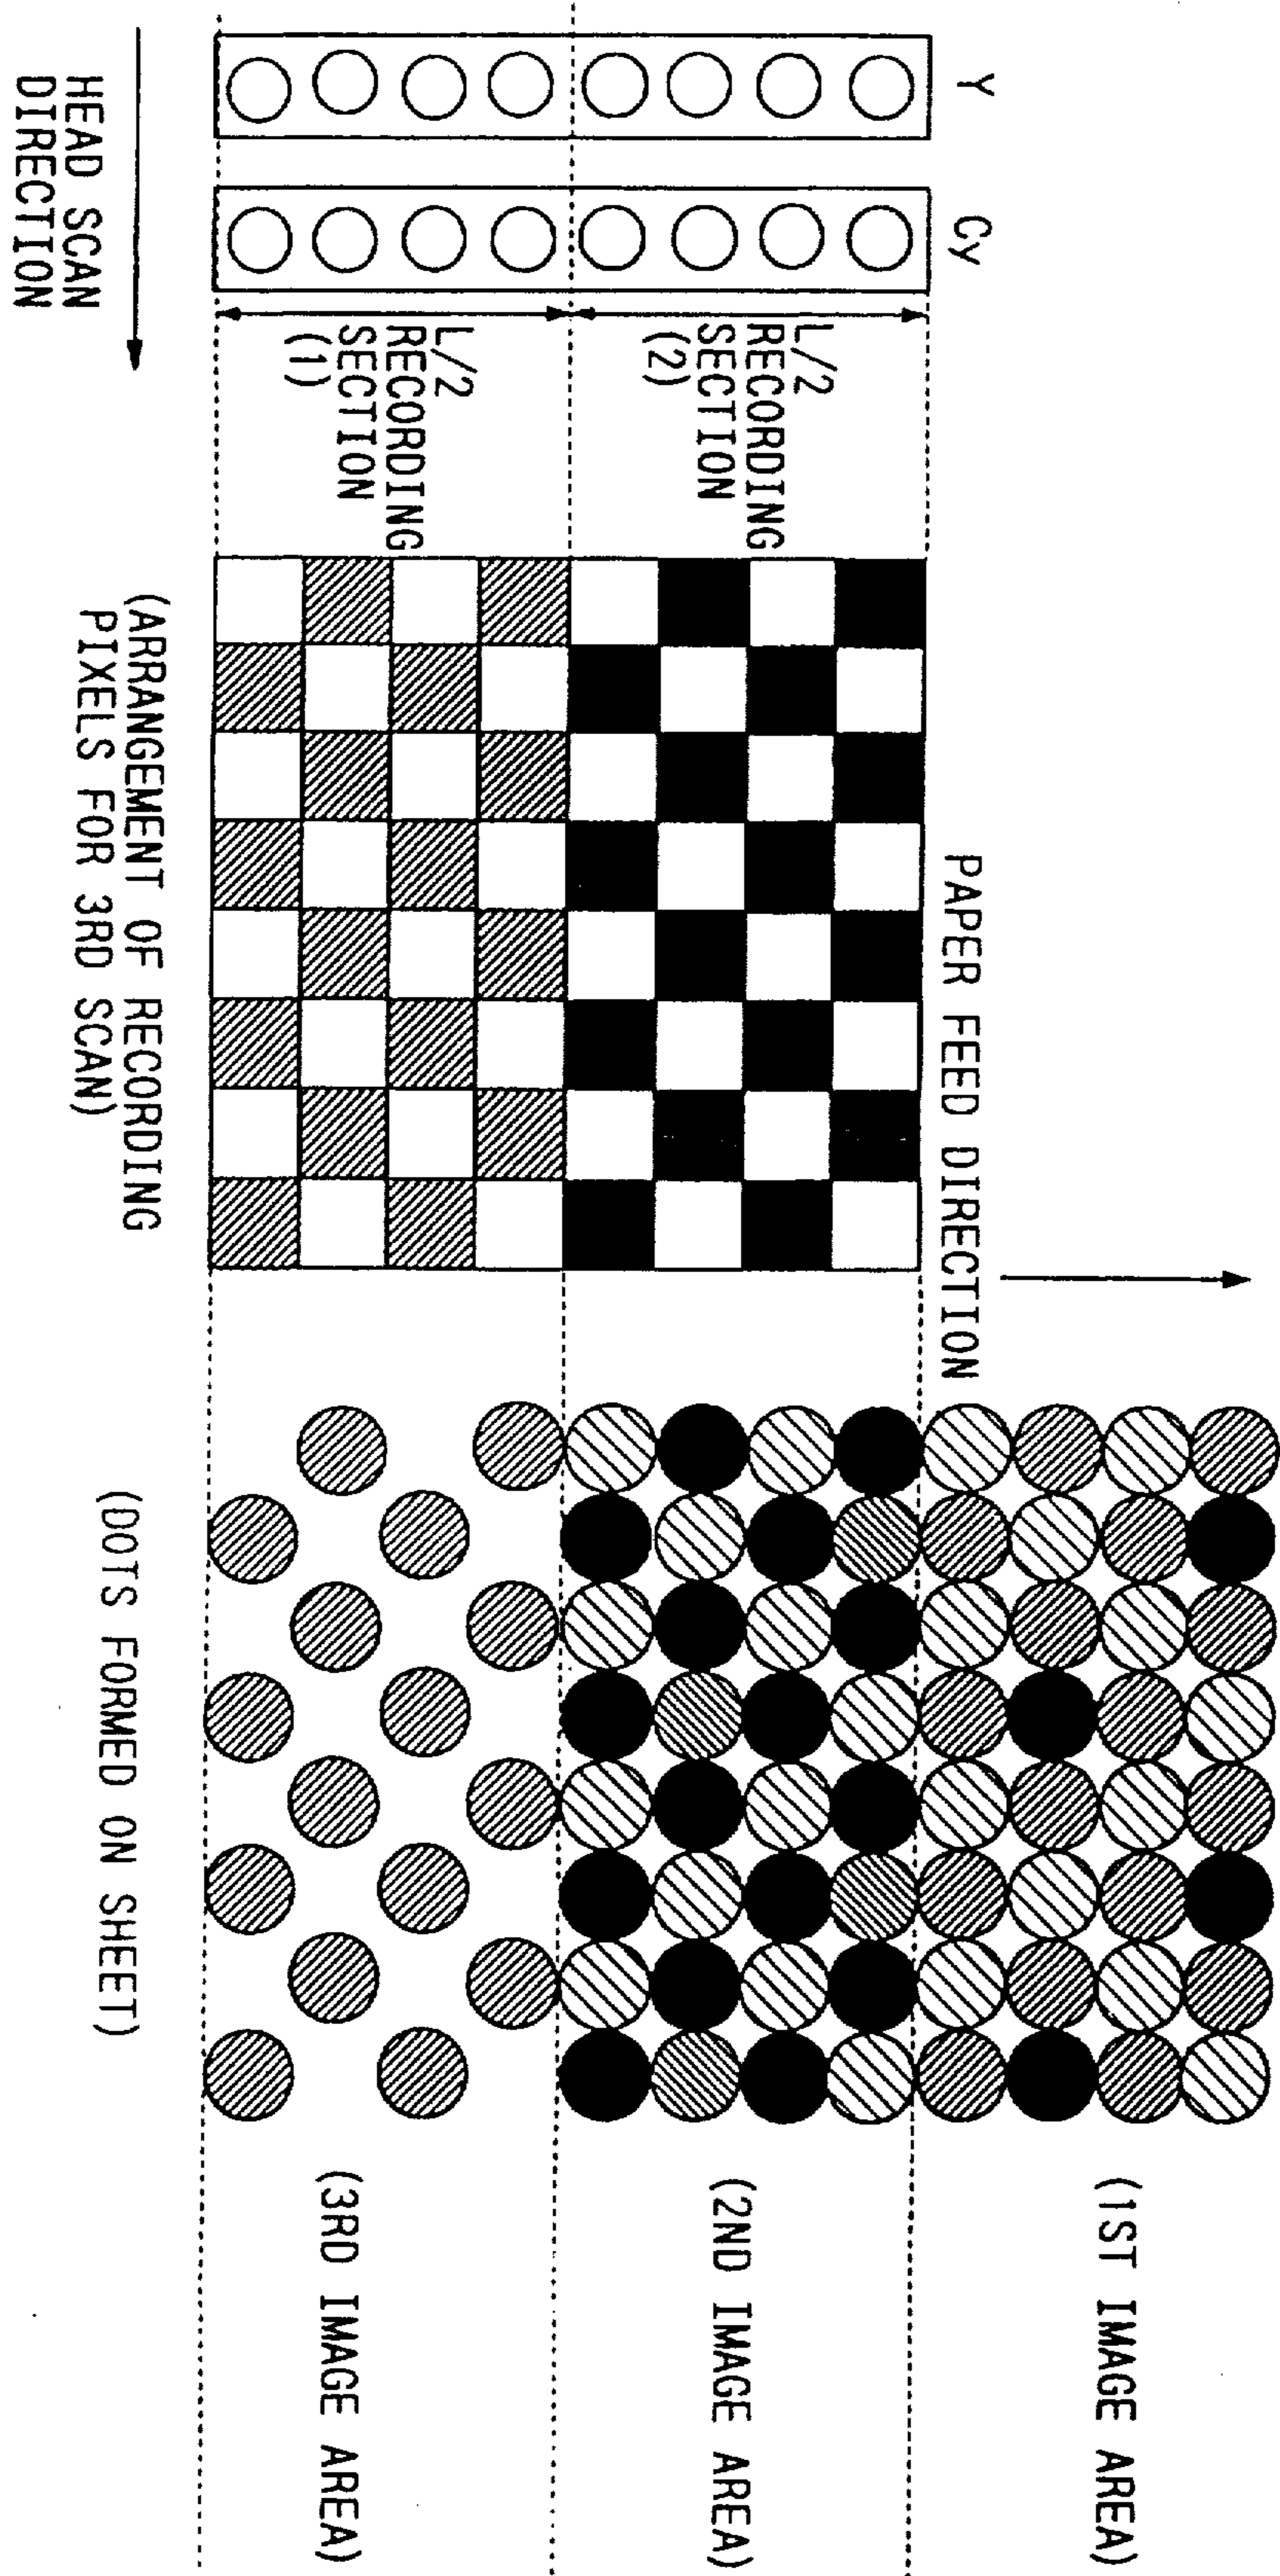 Y
Cy
HEAD SCAN
DIRECTION
L/2
RECORDING
SECTION
(2)
L/2
RECORDING
SECTION
(1)
PAPER FEED DIRECTION
(ARRANGEMENT OF RECORDING
PIXELS FOR 3RD SCAN)
(DOTS FORMED ON SHEET)
(1ST IMAGE AREA)
(2ND IMAGE AREA)
(3RD IMAGE AREA)